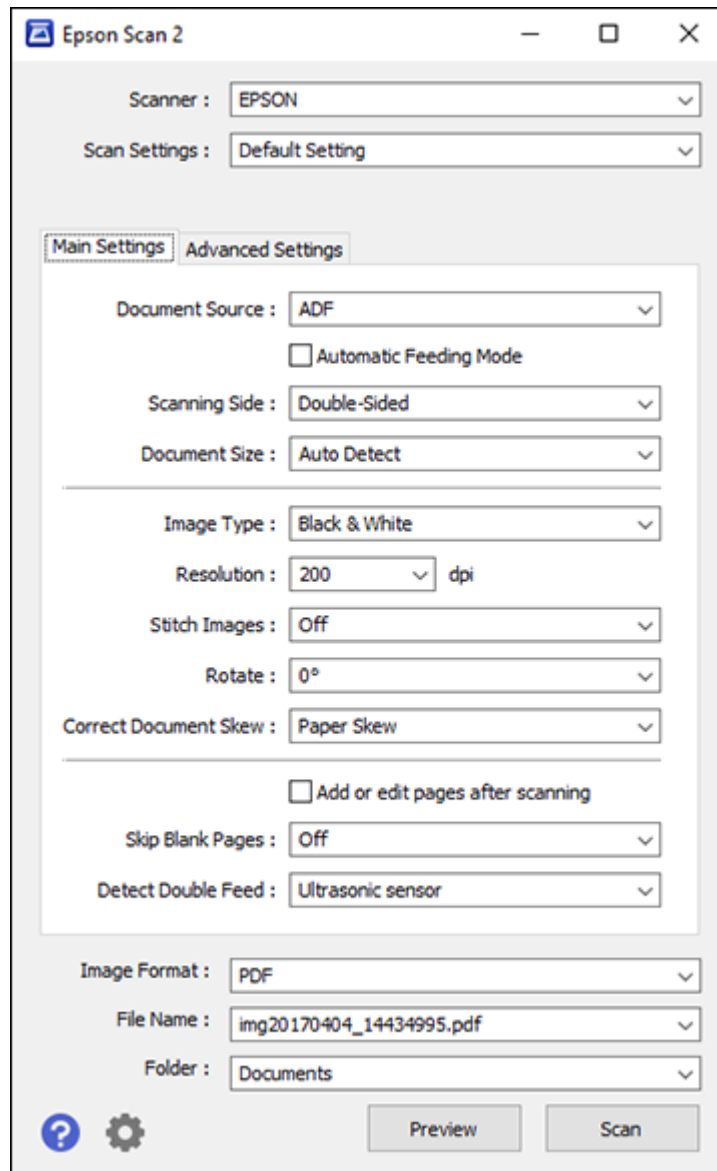 Epson Scan 2
Scanner : EPSON
Scan Settings : Default Setting
Main Settings Advanced Settings
Document Source : ADF
Automatic Feeding Mode
Scanning Side : Double-Sided
Document Size : Auto Detect
Image Type : Black & White
Resolution : 200 dpi
Stitch Images : Off
Rotate : 0°
Correct Document Skew : Paper Skew
Add or edit pages after scanning
Skip Blank Pages : Off
Detect Double Feed : Ultrasonic sensor
Image Format : PDF
File Name : img20170404_14434995.pdf
Folder : Documents
? Preview Scan